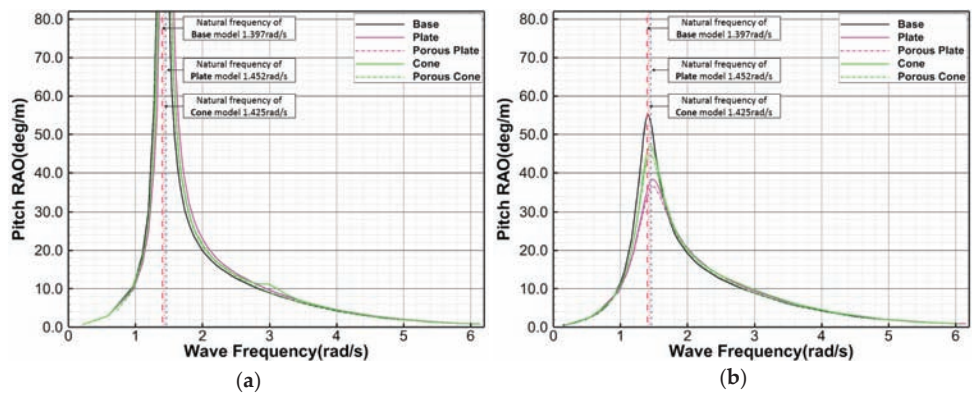 80.0
70.0
60.0
50.0
40.0
30.0
20.0
10.0
0.0
Pitch RAO(deg/m)
Natural frequency of
Base model 1.397rad/s
Natural frequency of
Plate model 1.452rad/s
Natural frequency of
Cone model 1.425rad/s
Base
Plate
Porous Plate
Cone
Porous Cone
0 1 2 3 4 5 6
Wave Frequency(rad/s)
(a)
80.0
70.0
60.0
50.0
40.0
30.0
20.0
10.0
0.0
Pitch RAO(deg/m)
Natural frequency of
Base model 1.397rad/s
Natural frequency of
Plate model 1.452rad/s
Natural frequency of
Cone model 1.425rad/s
Base
Plate
Porous Plate
Cone
Porous Cone
0 1 2 3 4 5 6
Wave Frequency(rad/s)
(b)